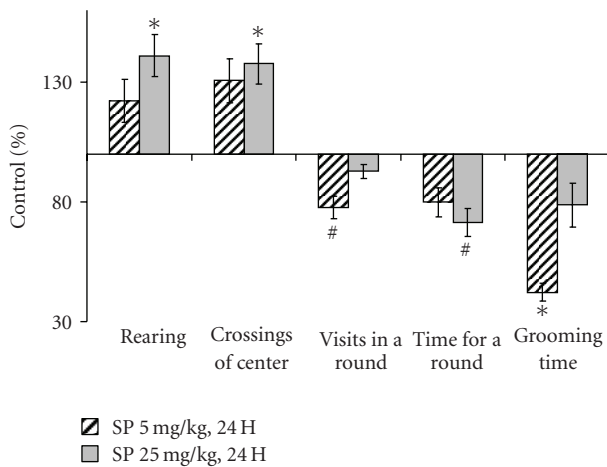 * *
130
Control (%)
80
# #
30
*
Rearing
Crossings
of center
Visits in a
round
Time for a
round
Grooming
time
SP 5 mg/kg, 24 H
SP 25 mg/kg, 24 H